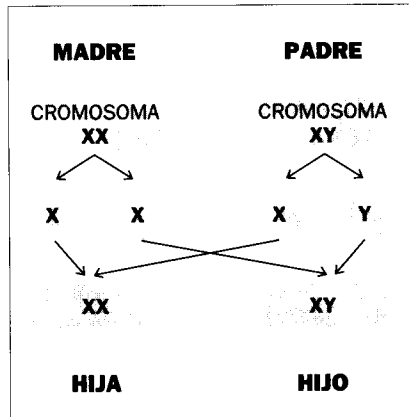 MADRE PADRE
CROMOSOMA CROMOSOMA
XX XY
X X X Y
XX XY
HIJA HIJO